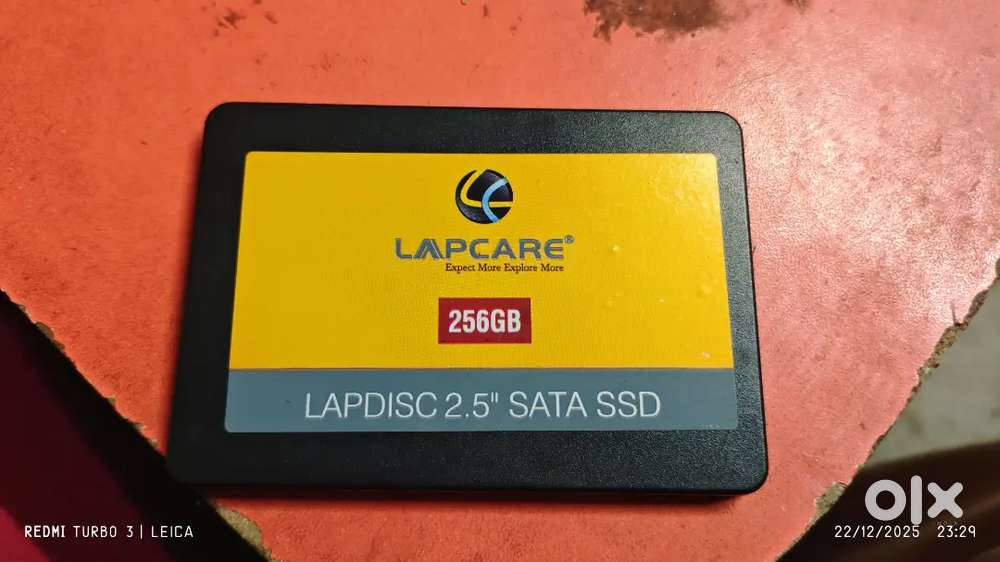 LAPCARE®
Expect More Explore More
256GB
LAPDISC 2.5" SATA SSD
olx
REDMI TURBO 3 | LEICA
22/12/2025 23:29